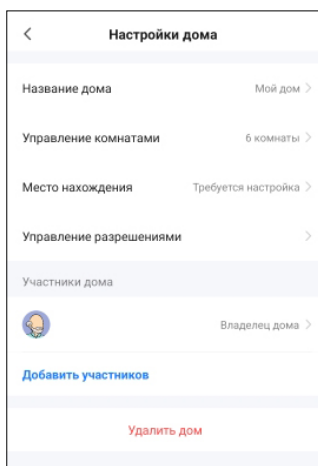 Настройки дома
Название дома Мой дом
Управление комнатами 6 комнаты
Место нахождения Требуется настройка
Управление разрешениями
Участники дома
Владелец дома
Добавить участников
Удалить дом